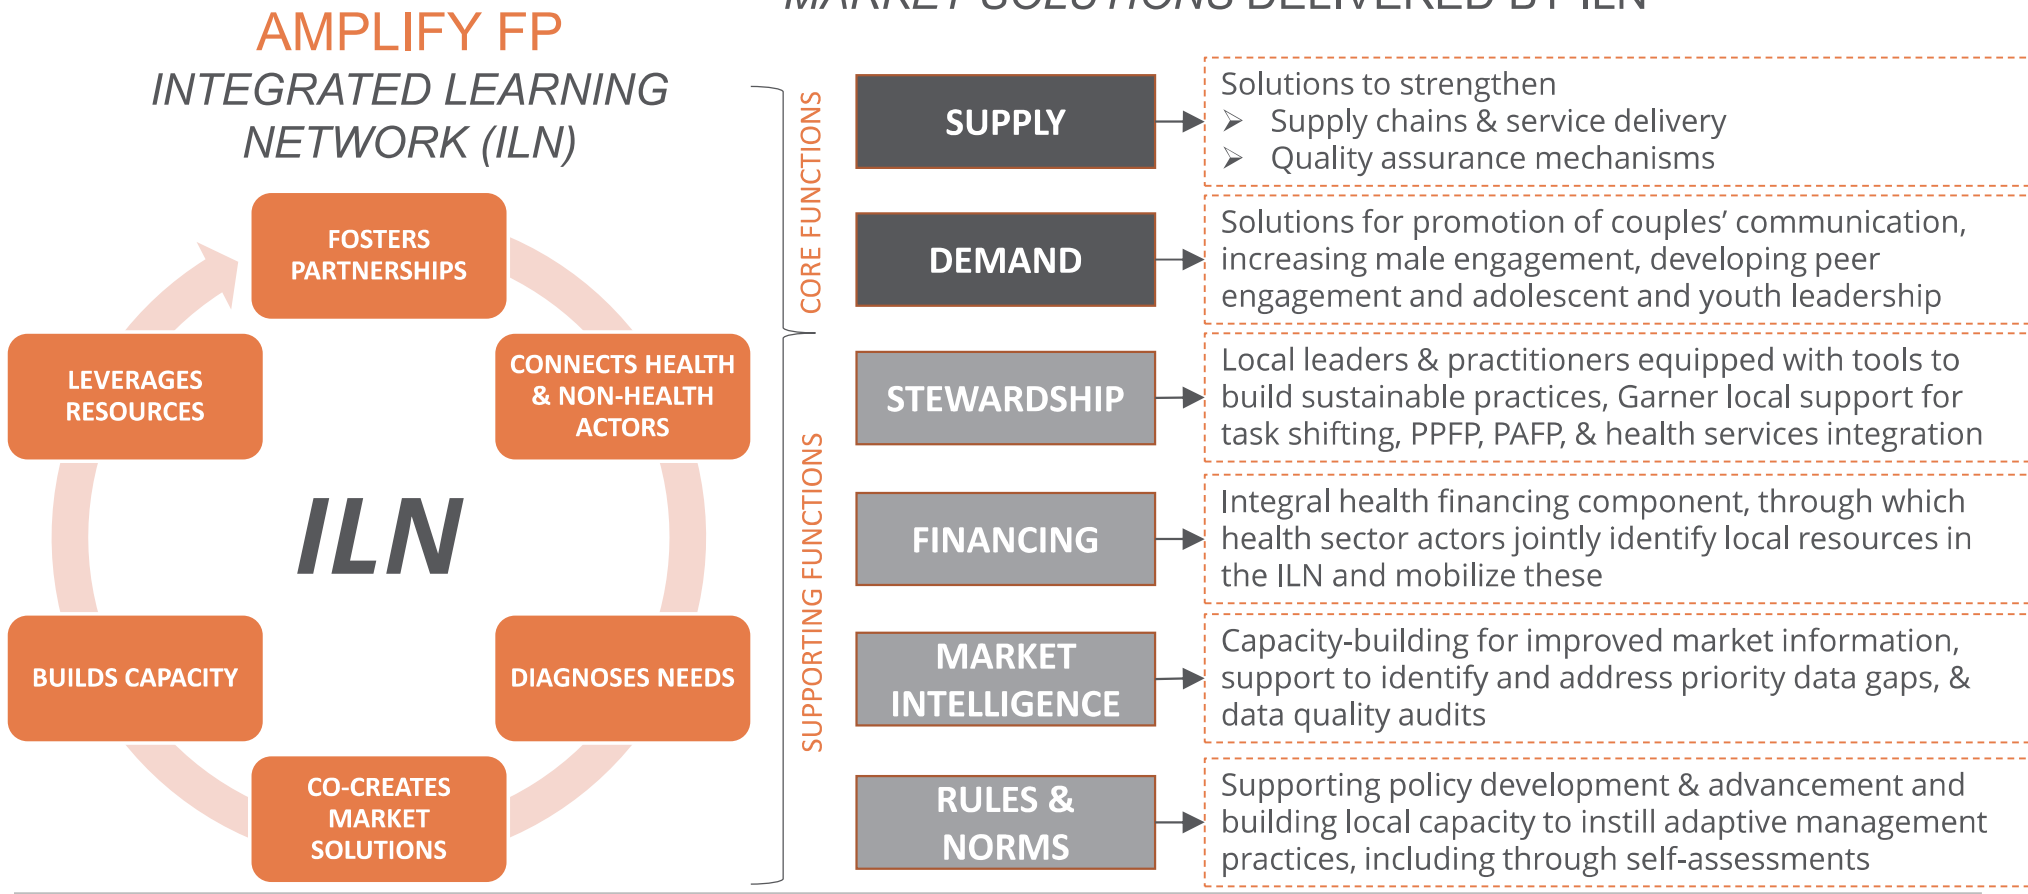 MARKET SOLUTIONS DELIVERED BY ILN
AMPLIFY FP
INTEGRATED LEARNING
NETWORK (ILN)
FOSTERS
PARTNERSHIPS
CONNECTS HEALTH
& NON-HEALTH
ACTORS
DIAGNOSES NEEDS
CO-CREATES
MARKET
SOLUTIONS
BUILDS CAPACITY
LEVERAGES
RESOURCES
ILN
CORE FUNCTIONS
SUPPLY
Solutions to strengthen
➢ Supply chains & service delivery
➢ Quality assurance mechanisms
DEMAND
Solutions for promotion of couples’ communication,
increasing male engagement, developing peer
engagement and adolescent and youth leadership
SUPPORTING FUNCTIONS
STEWARDSHIP
Local leaders & practitioners equipped with tools to
build sustainable practices, Garner local support for
task shifting, PPFP, PAFP, & health services integration
FINANCING
Integral health financing component, through which
health sector actors jointly identify local resources in
the ILN and mobilize these
MARKET
INTELLIGENCE
Capacity-building for improved market information,
support to identify and address priority data gaps, &
data quality audits
RULES &
NORMS
Supporting policy development & advancement and
building local capacity to instill adaptive management
practices, including through self-assessments